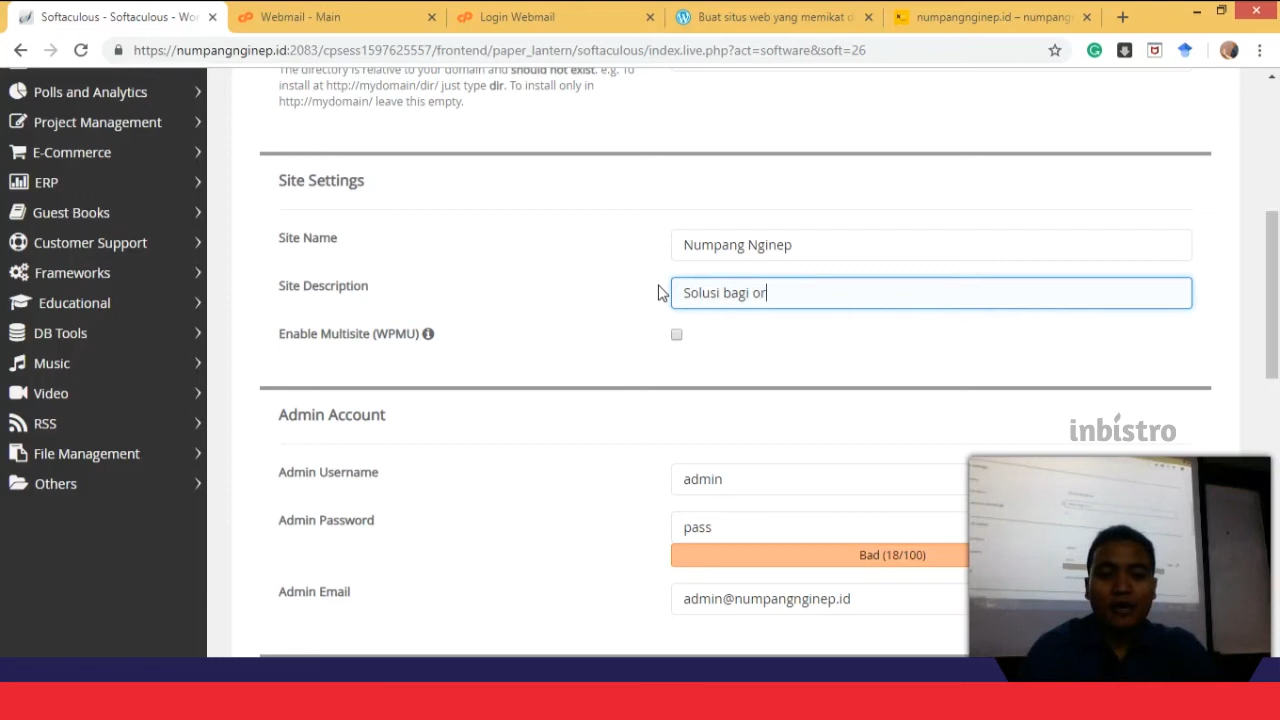 Softaculous - Softaculous - Wor
Webmail - Main
Login Webmail
Buat situs web yang memikat d
numpangnginep.id – numpang
https://numpangnginep.id:2083/cpsess1597625557/frontend/paper_lantern/softaculous/index.live.php?act=software&soft=26
Polls and Analytics
Project Management
E-Commerce
ERP
Guest Books
Customer Support
Frameworks
Educational
DB Tools
Music
Video
RSS
File Management
Others
The directory is relative to your domain and should not exist. e.g. To
install at http://mydomain/dir/ just type dir. To install only in
http://mydomain/ leave this empty.
Site Settings
Site Name
Numpang Nginep
Site Description
Solusi bagi or
Enable Multisite (WPMU)
Admin Account
Admin Username
admin
Admin Password
pass
Bad (18/100)
Admin Email
admin@numpangnginep.id
inbistro